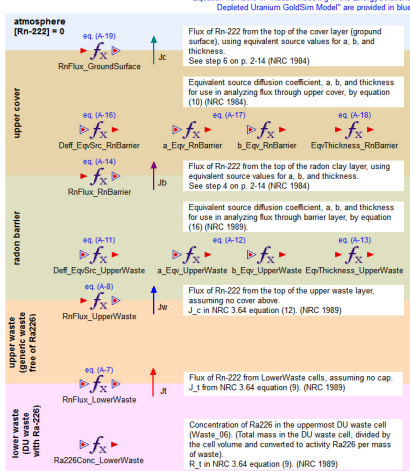 Depleted Uranium GoldSim Model" are provided in blue
atmosphere
[Rn-222] = 0
eq. (A-19)
RnFlux_GroundSurface
Jc
Flux of Rn-222 from the top of the cover layer (ground
surface), using equivalent source values for a, b, and
thickness.
See step 6 on p. 2-14 (NRC 1984)
upper cover
Equivalent source diffusion coefficient, a, b, and thickness
for use in analyzing flux through upper cover, by equation
(10) (NRC 1984).
eq. (A-16)
eq. (A-17)
eq. (A-18)
Deff_EqvSrc_RnBarrier
a_Eqv_RnBarrier
b_Eqv_RnBarrier
EqvThickness_RnBarrier
eq. (A-14)
RnFlux_RnBarrier
Jb
Flux of Rn-222 from the top of the radon clay layer, using
equivalent source values for a, b, and thickness.
See step 4 on p. 2-14 (NRC 1984)
radon barrier
Equivalent source diffusion coefficient, a, b, and thickness
for use in analyzing flux through barrier layer, by equation
(16) (NRC 1989).
eq. (A-11)
eq. (A-12)
eq. (A-13)
Deff_EqvSrc_UpperWaste
a_Eqv_UpperWaste
b_Eqv_UpperWaste
EqvThickness_UpperWaste
eq. (A-8)
RnFlux_UpperWaste
Jw
Flux of Rn-222 from the top of the upper waste layer,
assuming no cover above.
J_c in NRC 3.64 equation (12). (NRC 1989)
upper waste
(generic waste
free of Ra226)
eq. (A-7)
RnFlux_LowerWaste
Jt
Flux of Rn-222 from LowerWaste cells, assuming no cap.
J_t from NRC 3.64 equation (9). (NRC 1989)
lower waste
(DU waste
with Ra-226)
Ra226Conc_LowerWaste
Concentration of Ra226 in the uppermost DU waste cell
(Waste_06). (Total mass in the DU waste cell, divided by
the cell volume and converted to activity Ra226 per mass
of waste).
R_t in NRC 3.64 equation (9). (NRC 1989)